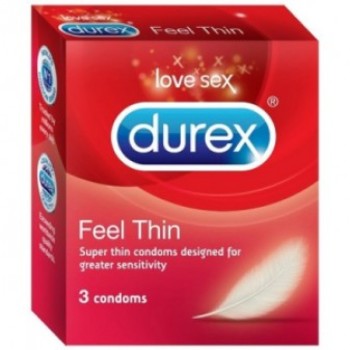 Feel Thin
love sex
durex®
Feel Thin
Super thin condoms designed for
greater sensitivity
3 condoms